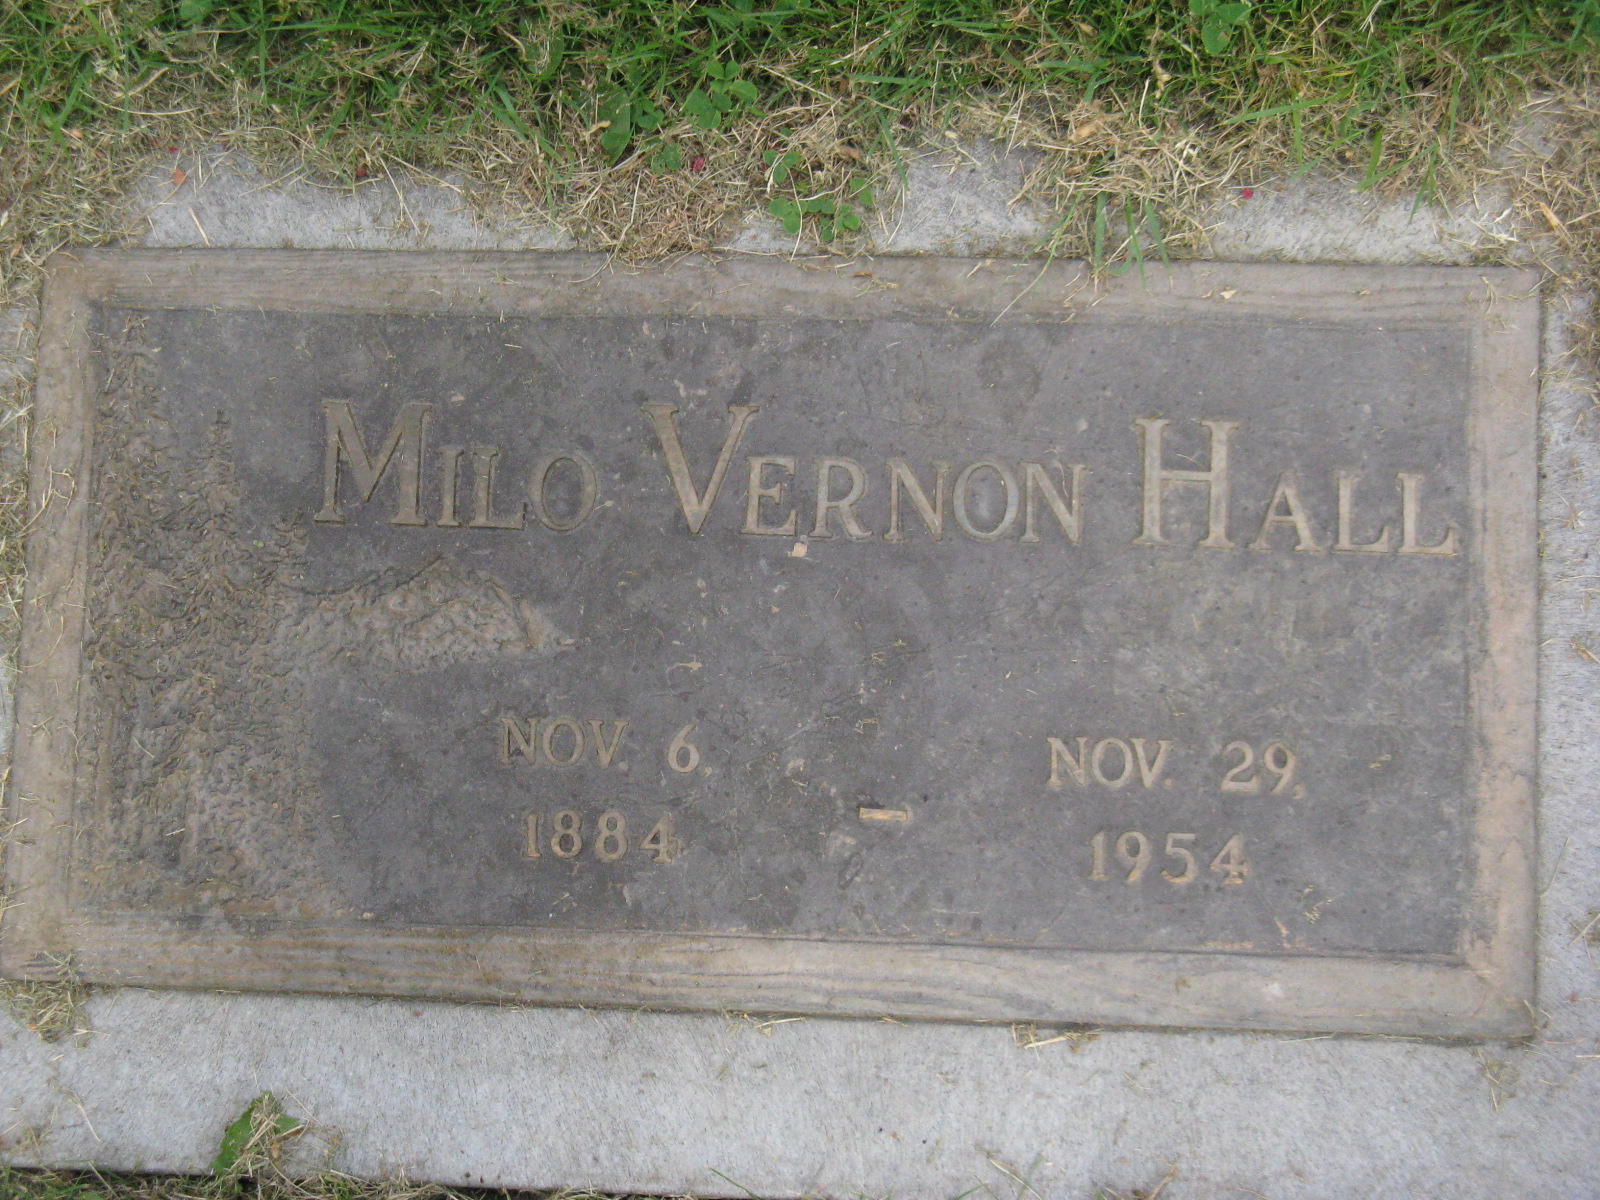 MILO VERNON HALL
NOV. 6, NOV. 29,
1884 – 1954